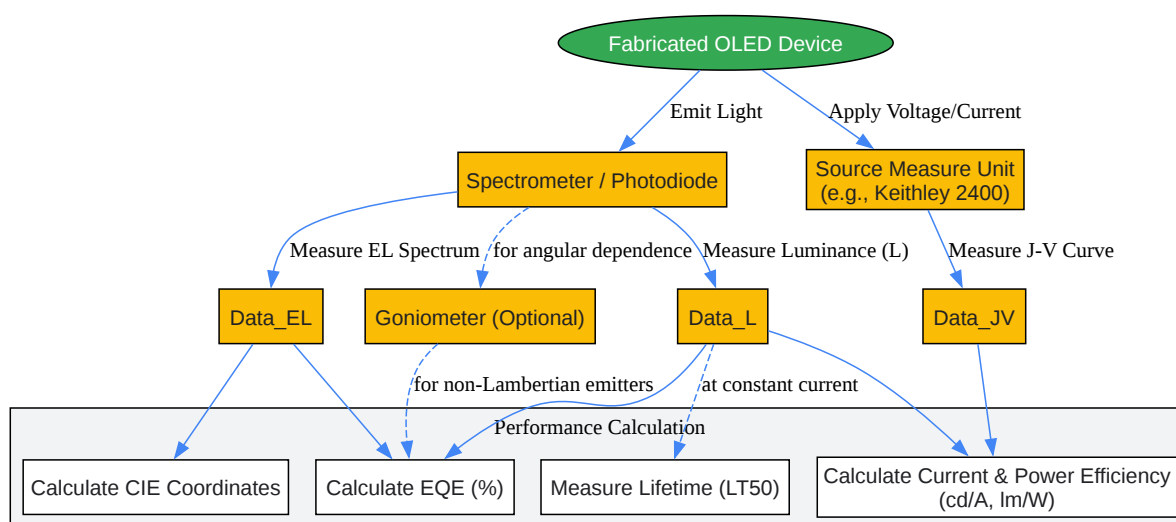 Fabricated OLED Device
Emit Light
Apply Voltage/Current
Spectrometer / Photodiode
Source Measure Unit
(e.g., Keithley 2400)
Measure EL Spectrum
for angular dependence
Measure Luminance (L)
Measure J-V Curve
Data_EL
Goniometer (Optional)
Data_L
Data_JV
for non-Lambertian emitters
at constant current
Performance Calculation
Calculate CIE Coordinates
Calculate EQE (%)
Measure Lifetime (LT50)
Calculate Current & Power Efficiency
(cd/A, lm/W)